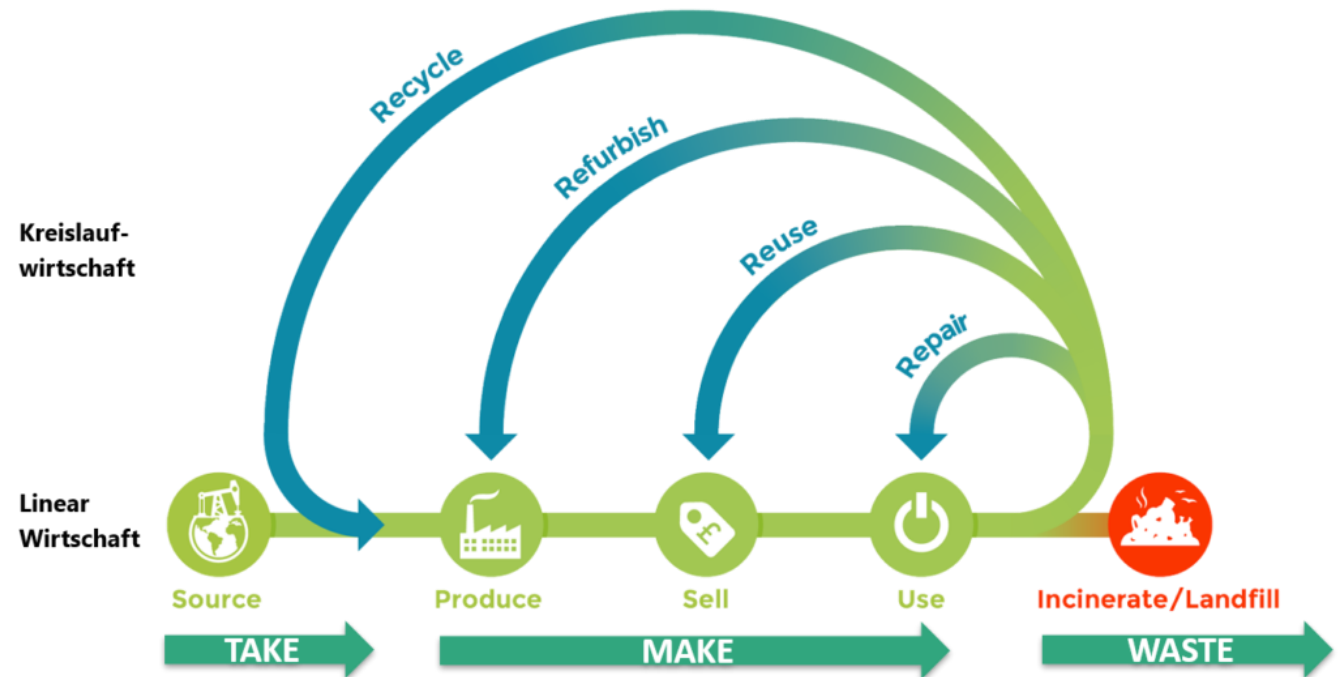 Recycle
Refurbish
Reuse
Repair
Kreislauf-
wirtschaft
Linear
Wirtschaft
£
Source
Produce
Sell
Use
Incinerate/Landfill
TAKE
MAKE
WASTE